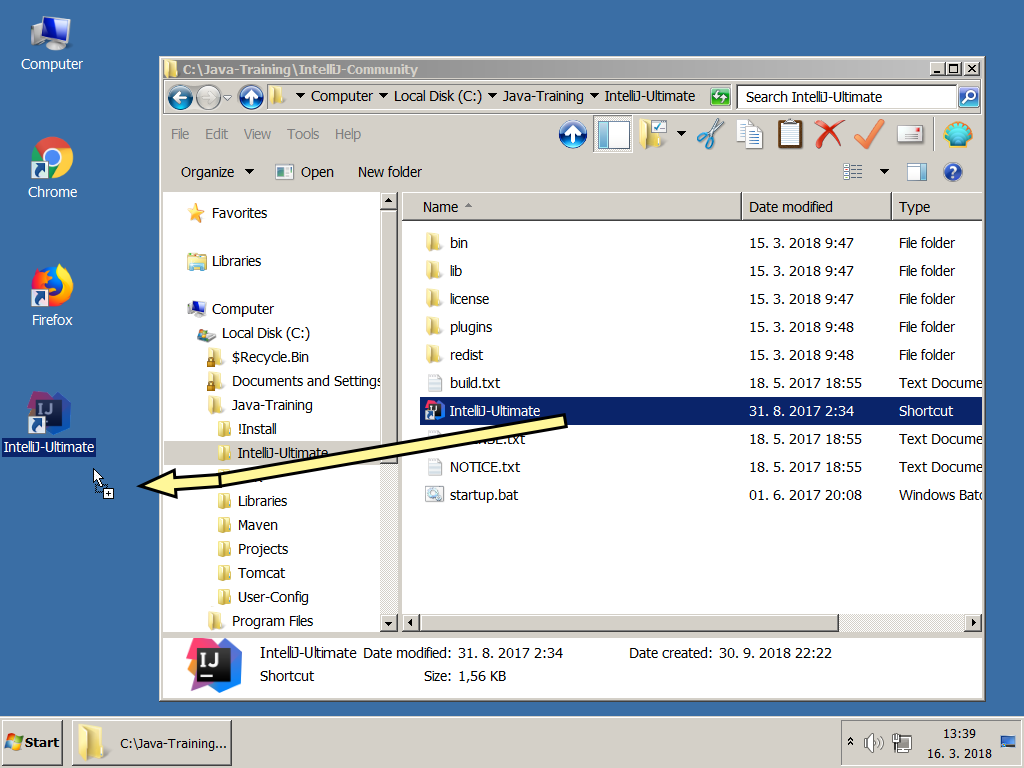 Computer
Chrome
Firefox
IntelliJ-Ultimate
C:\Java-Training\IntelliJ-Community
Computer Local Disk (C:) Java-Training IntelliJ-Ultimate Search IntelliJ-Ultimate
File Edit View Tools Help
Organize Open New folder
Favorites
Libraries
Computer
Local Disk (C:)
$Recycle.Bin
Documents and Settings
Java-Training
!Install
IntelliJ-Ultimate
Libraries
Maven
Projects
Tomcat
User-Config
Program Files
Name Date modified Type
bin 15. 3. 2018 9:47 File folder
lib 15. 3. 2018 9:47 File folder
license 15. 3. 2018 9:47 File folder
plugins 15. 3. 2018 9:48 File folder
redist 15. 3. 2018 9:48 File folder
build.txt 18. 5. 2017 18:55 Text Docume
IntelliJ-Ultimate 31. 8. 2017 2:34 Shortcut
18. 5. 2017 18:55 Text Docume
NOTICE.txt 18. 5. 2017 18:55 Text Docume
startup.bat 01. 6. 2017 20:08 Windows Batc
IJ
IntelliJ-Ultimate Date modified: 31. 8. 2017 2:34 Date created: 30. 9. 2018 22:22
Shortcut Size: 1,56 KB
Start C:\Java-Training... 13:39
16. 3. 2018